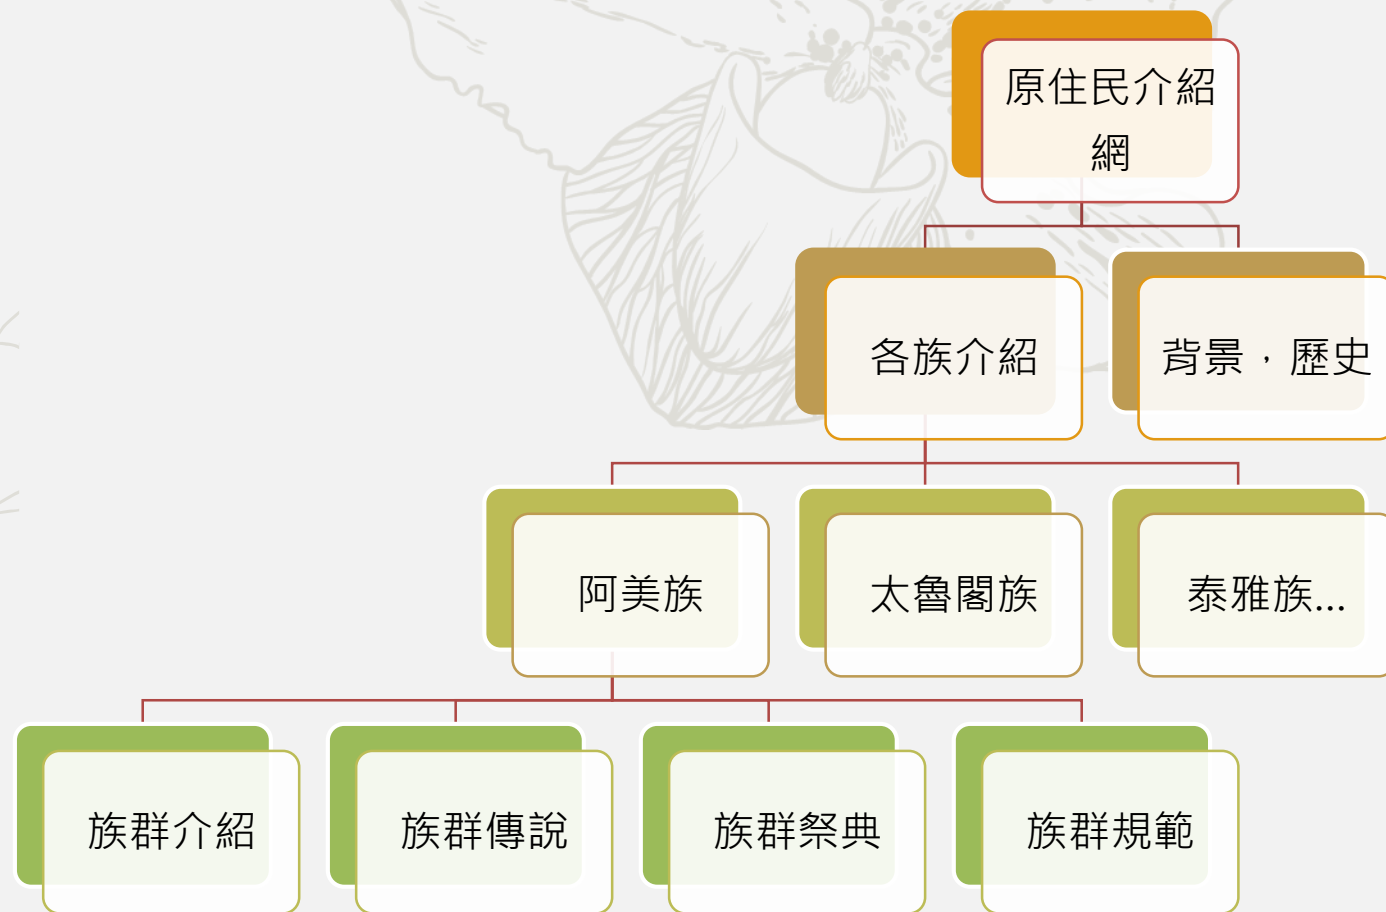 原住民介紹
網
各族介紹
背景，歷史
阿美族
太魯閣族
泰雅族...
族群介紹
族群傳說
族群祭典
族群規範